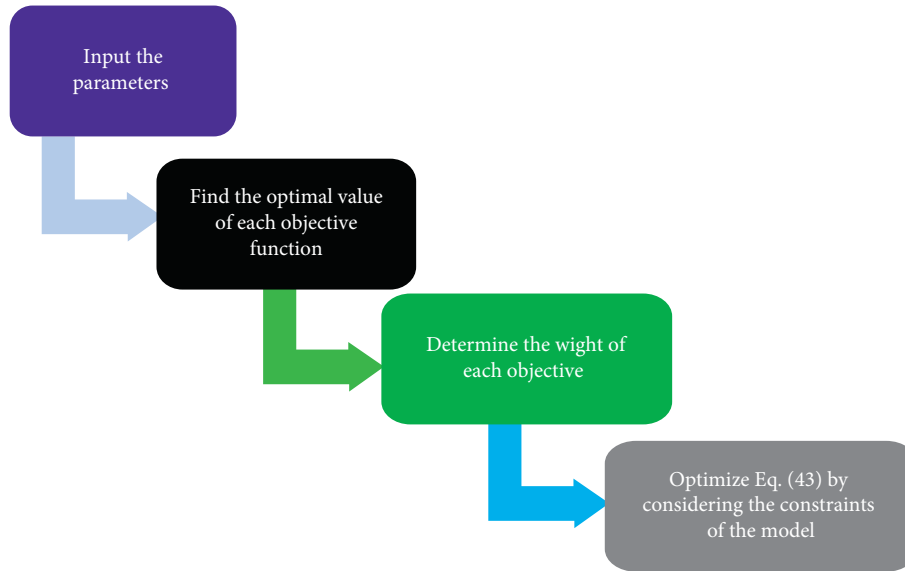 Input the
parameters
Find the optimal value
of each objective
function
Determine the wight of
each objective
Optimize Eq. (43) by
considering the constraints
of the model